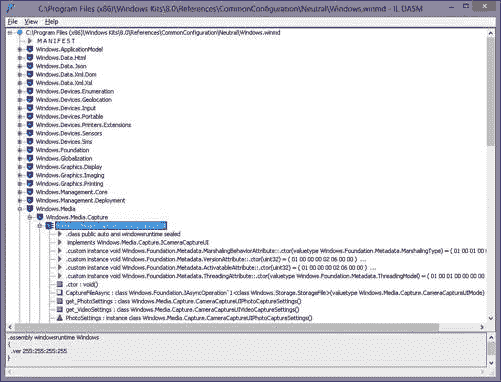 C:\Program Files (x86)\Windows Kits\8.0\References\CommonConfiguration\Neutral\Windows.winmd - IL DASM
File View Help
C:\Program Files (x86)\Windows Kits\8.0\References\CommonConfiguration\Neutral\Windows.winmd
MANIFEST
Windows.ApplicationModel
Windows.Data.Html
Windows.Data.Json
Windows.Data.Xml.Dom
Windows.Data.Xml.Xsl
Windows.Devices.Enumeration
Windows.Devices.Geolocation
Windows.Devices.Input
Windows.Devices.Portable
Windows.Devices.Printers.Extensions
Windows.Devices.Sensors
Windows.Devices.Sms
Windows.Foundation
Windows.Globalization
Windows.Graphics.Display
Windows.Graphics.Imaging
Windows.Graphics.Printing
Windows.Management.Core
Windows.Management.Deployment
Windows.Media
Windows.Media.Capture
.class public auto ansi windowsruntime sealed
implements Windows.Media.Capture.ICameraCaptureUI
.custom instance void Windows.Foundation.Metadata.MarshalingBehaviorAttribute::.ctor(valuetype Windows.Foundation.Metadata.MarshalingType) = ( 01 00 01 00 0
.custom instance void Windows.Foundation.Metadata.VersionAttribute::.ctor(uint32) = ( 01 00 00 00 02 06 00 00 ) ...
.custom instance void Windows.Foundation.Metadata.ActivatableAttribute::.ctor(uint32) = ( 01 00 00 00 02 06 00 00 ) ...
.custom instance void Windows.Foundation.Metadata.ThreadingAttribute::.ctor(valuetype Windows.Foundation.Metadata.ThreadingModel) = ( 01 00 01 00 00 00 00
.ctor : void()
CaptureFileAsync : class Windows.Foundation.IAsyncOperation`1<class Windows.Storage.StorageFile>(valuetype Windows.Media.Capture.CameraCaptureUIMode)
get_PhotoSettings : class Windows.Media.Capture.CameraCaptureUIPhotoCaptureSettings()
get_VideoSettings : class Windows.Media.Capture.CameraCaptureUIVideoCaptureSettings()
PhotoSettings : instance class Windows.Media.Capture.CameraCaptureUIPhotoCaptureSettings()
.assembly windowsruntime Windows
{
.ver 255:255:255:255
}